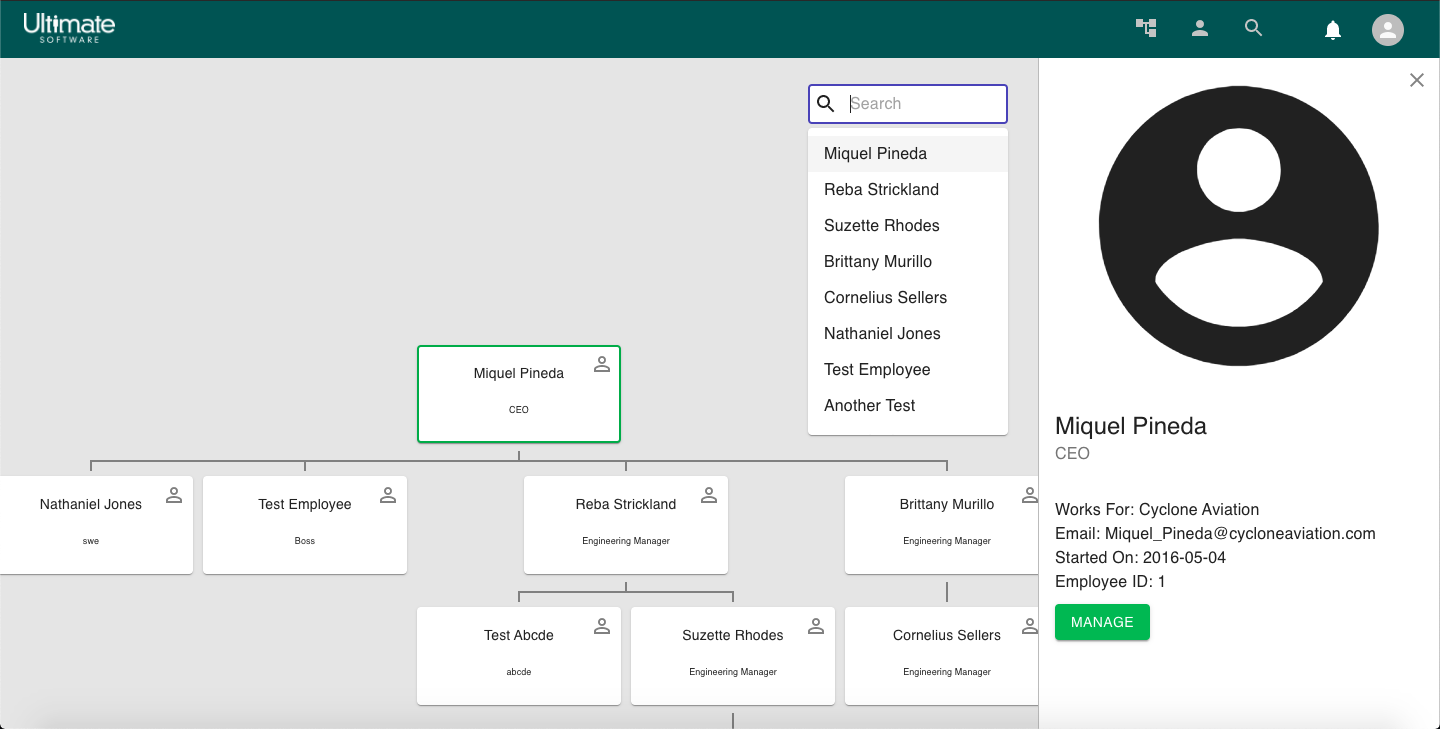 Ultimate
SOFTWARE
Search
Miquel Pineda
Reba Strickland
Suzette Rhodes
Brittany Murillo
Cornelius Sellers
Nathaniel Jones
Test Employee
Another Test
Miquel Pineda
CEO
Nathaniel Jones
swe
Test Employee
Boss
Reba Strickland
Engineering Manager
Brittany Murillo
Engineering Manager
Test Abcde
abcde
Suzette Rhodes
Engineering Manager
Cornelius Sellers
Engineering Manager
Miquel Pineda
CEO
Works For: Cyclone Aviation
Email: Miquel_Pineda@cycloneaviation.com
Started On: 2016-05-04
Employee ID: 1
MANAGE